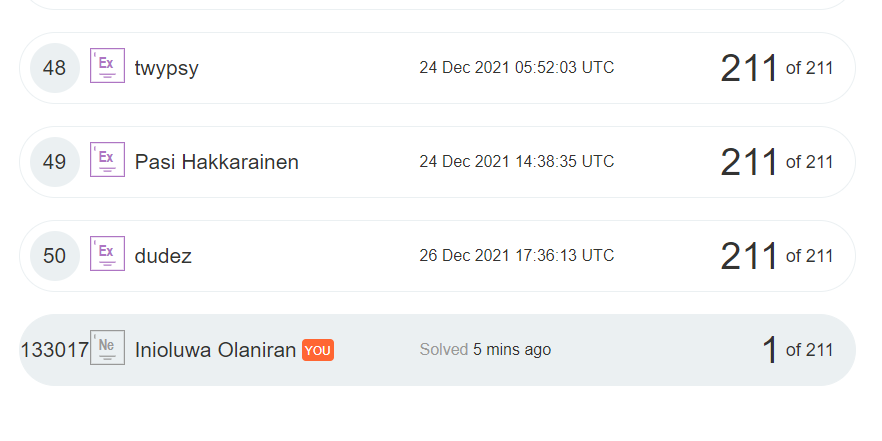 48 Ex twypsy 24 Dec 2021 05:52:03 UTC 211 of 211
49 Ex Pasi Hakkarainen 24 Dec 2021 14:38:35 UTC 211 of 211
50 Ex dudez 26 Dec 2021 17:36:13 UTC 211 of 211
133017 Ne Inioluwa Olaniran YOU Solved 5 mins ago 1 of 211